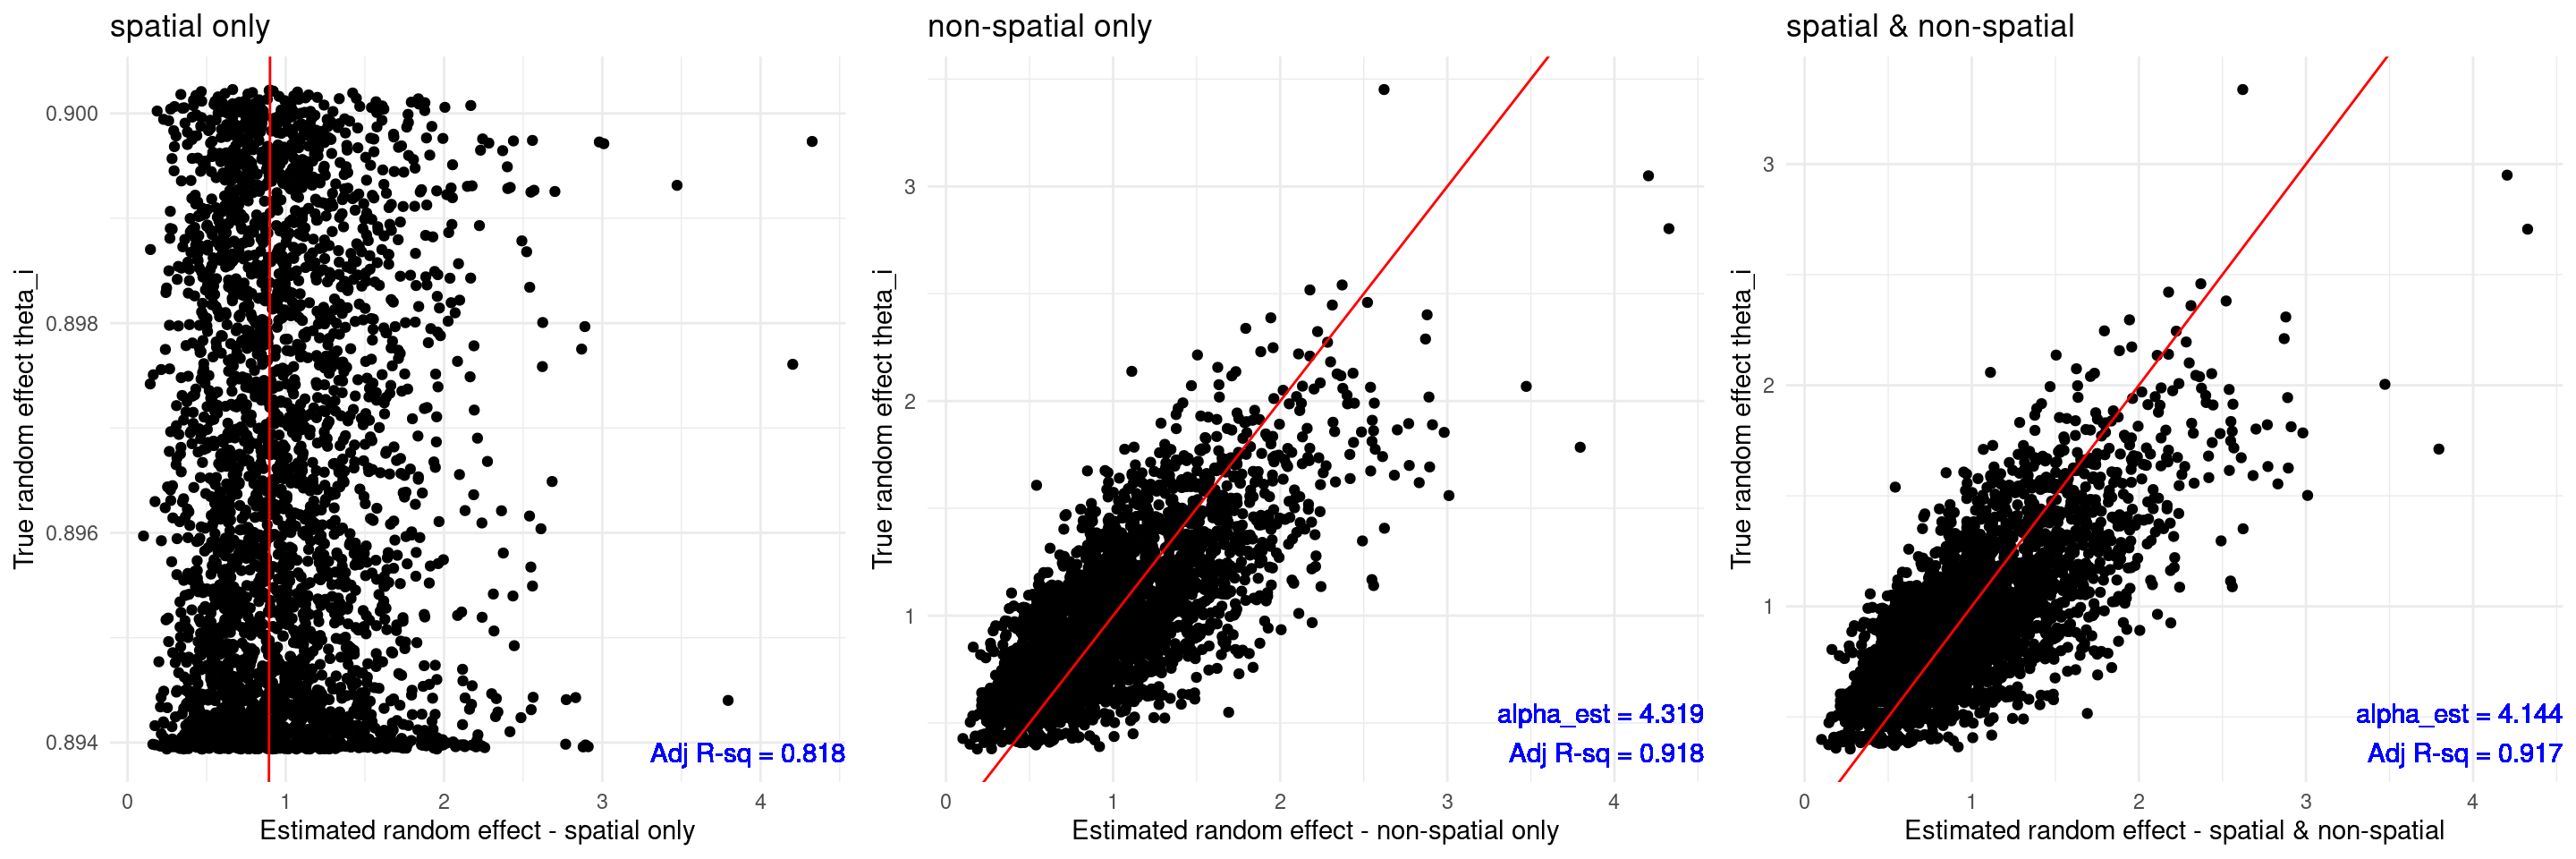 spatial only
True random effect theta_i
0.900
0.898
0.896
0.894
Adj R-sq = 0.818
0 1 2 3 4
Estimated random effect - spatial only
non-spatial only
True random effect theta_i
3
2
1
alpha_est = 4.319
Adj R-sq = 0.918
0 1 2 3 4
Estimated random effect - non-spatial only
spatial & non-spatial
True random effect theta_i
3
2
1
alpha_est = 4.144
Adj R-sq = 0.917
0 1 2 3 4
Estimated random effect - spatial & non-spatial